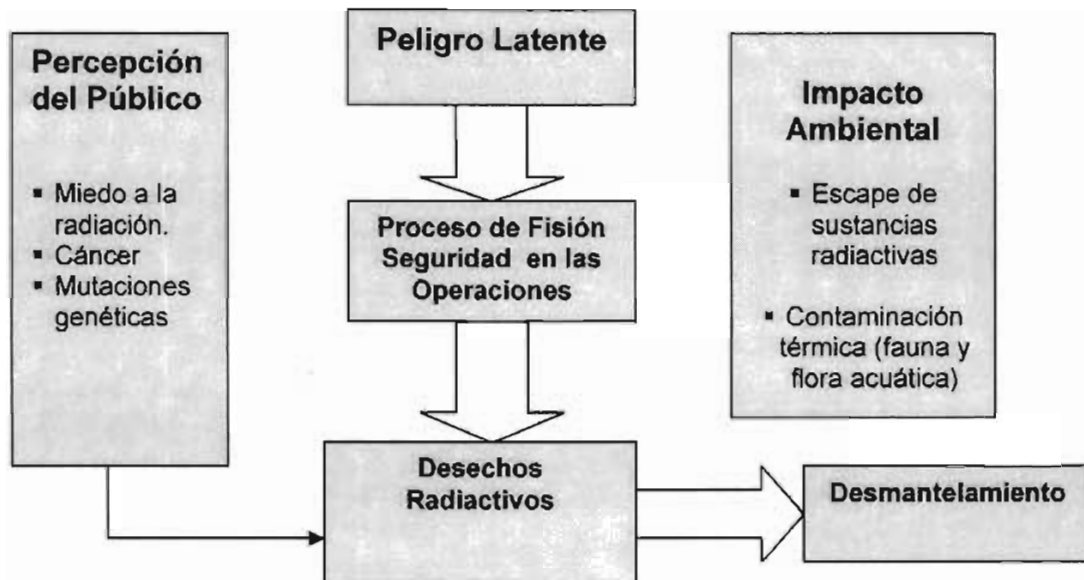 Percepción
del Público
▪ Miedo a la
radiación.
▪ Cáncer
▪ Mutaciones
genéticas
Peligro Latente
Proceso de Fisión
Seguridad en las
Operaciones
Desechos
Radiactivos
Impacto
Ambiental
▪ Escape de
sustancias
radiactivas
▪ Contaminación
térmica (fauna y
flora acuática)
Desmantelamiento